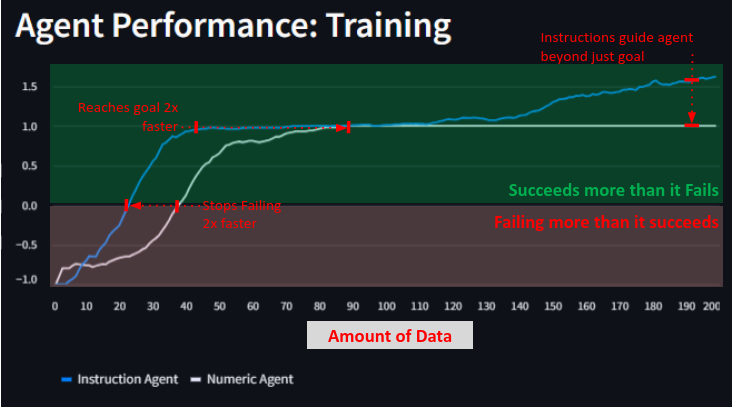 Agent Performance: Training
Instructions guide agent
beyond just goal
1.5
Reaches goal 2x
faster
1.0
0.5
Succeeds more than it Fails
0.0
Stops Failing
2x faster
Failing more than it succeeds
−0.5
−1.0
0 10 20 30 40 50 60 70 80 90 100 110 120 130 140 150 160 170 180 190 200
Amount of Data
Instruction Agent Numeric Agent